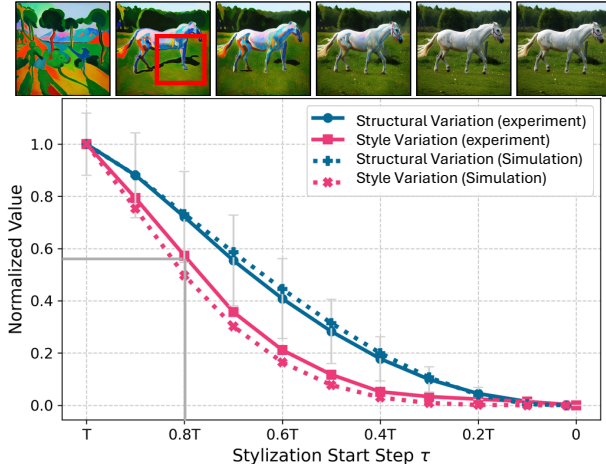 Structural Variation (experiment)
Style Variation (experiment)
Structural Variation (Simulation)
Style Variation (Simulation)
Normalized Value
1.0
0.8
0.6
0.4
0.2
0.0
T 0.8T 0.6T 0.4T 0.2T 0
Stylization Start Step τ